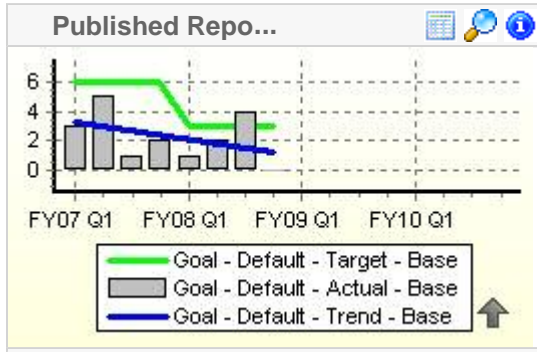 Published Repo...
6
4
2
0
FY07 Q1 FY08 Q1 FY09 Q1 FY10 Q1
Goal - Default - Target - Base
Goal - Default - Actual - Base
Goal - Default - Trend - Base